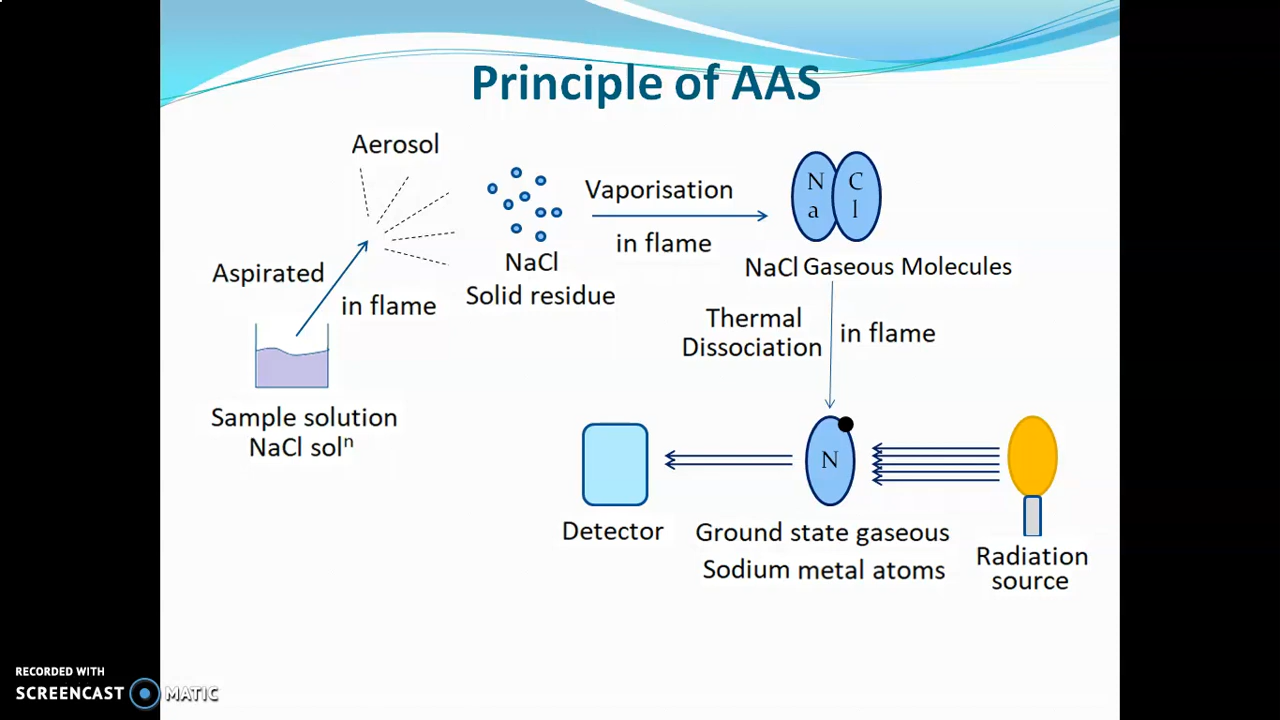 Principle of AAS
Aerosol
Aspirated
in flame
Sample solution
NaCl solⁿ
NaCl
Solid residue
Vaporisation
in flame
N
a
C
l
NaCl Gaseous Molecules
Thermal
Dissociation
in flame
N
Ground state gaseous
Sodium metal atoms
Detector
Radiation
source
RECORDED WITH
SCREENCAST MATIC